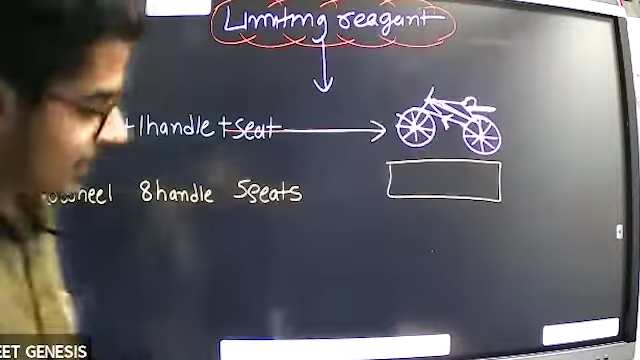 Limiting reagent
+ 1handle + seat
wheel 8handle 5seats
EET GENESIS